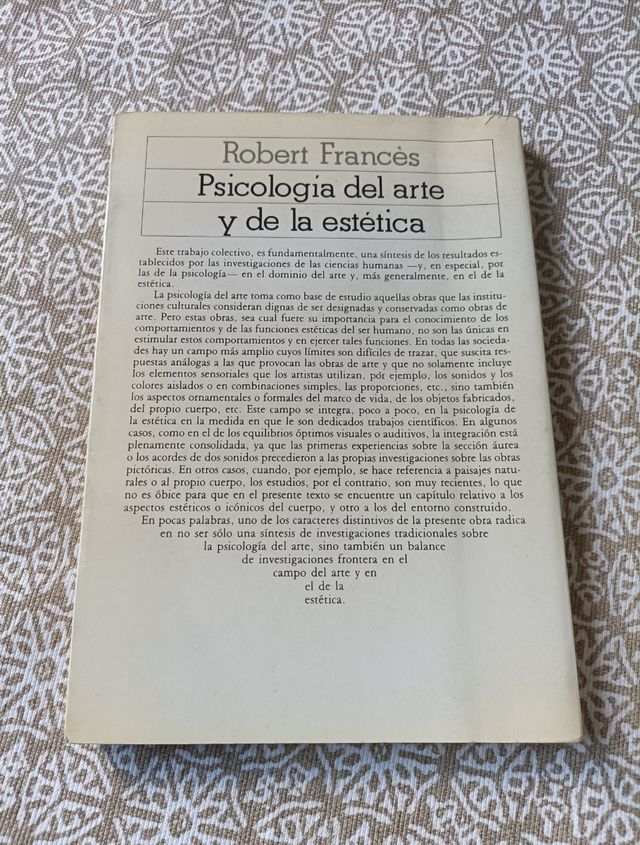 Robert Francès
Psicología del arte
y de la estética
Este trabajo colectivo, es fundamentalmente, una síntesis de los resultados es-
tablecidos por las investigaciones de las ciencias humanas —y, en especial, por
las de la psicología— en el dominio del arte y, más generalmente, en el de la
estética.
La psicología del arte toma como base de estudio aquellas obras que las institu-
ciones culturales consideran dignas de ser designadas y conservadas como obras de
arte. Pero estas obras, sea cual fuere su importancia para el conocimiento de los
comportamientos y de las funciones estéticas del ser humano, no son las únicas en
estimular estos comportamientos y en ejercer tales funciones. En todas las socieda-
des hay un campo más amplio cuyos límites son difíciles de trazar, que suscita res-
puestas análogas a las que provocan las obras de arte y que no solamente incluye
los elementos sensoriales que los artistas utilizan, pór ejemplo, los sonidos y los
colores aislados o en combinaciones simples, las proporciones, etc., sino también
los aspectos ornamentales o formales del marco de vida, de los objetos fabricados,
del propio cuerpo, etc. Este campo se integra, poco a poco, en la psicología de
la estética en la medida en que le son dedicados trabajos científicos. En algunos
casos, como en el de los equilibrios óptimos visuales o auditivos, la integración está
plenamente consolidada, ya que las primeras experiencias sobre la sección áurea
o los acordes de dos sonidos precedieron a las propias investigaciones sobre las obras
pictóricas. En otros casos, cuando, por ejemplo, se hace referencia a paisajes natu-
rales o al propio cuerpo, los estudios, por el contrario, son muy recientes, lo que
no es óbice para que en el presente texto se encuentre un capítulo relativo a los
aspectos estéticos o icónicos del cuerpo, y otro a los del entorno construido.
En pocas palabras, uno de los caracteres distintivos de la presente obra radica
en no ser sólo una síntesis de investigaciones tradicionales sobre
la psicología del arte, sino también un balance
de investigaciones frontera en el
campo del arte y en
el de la
estética.